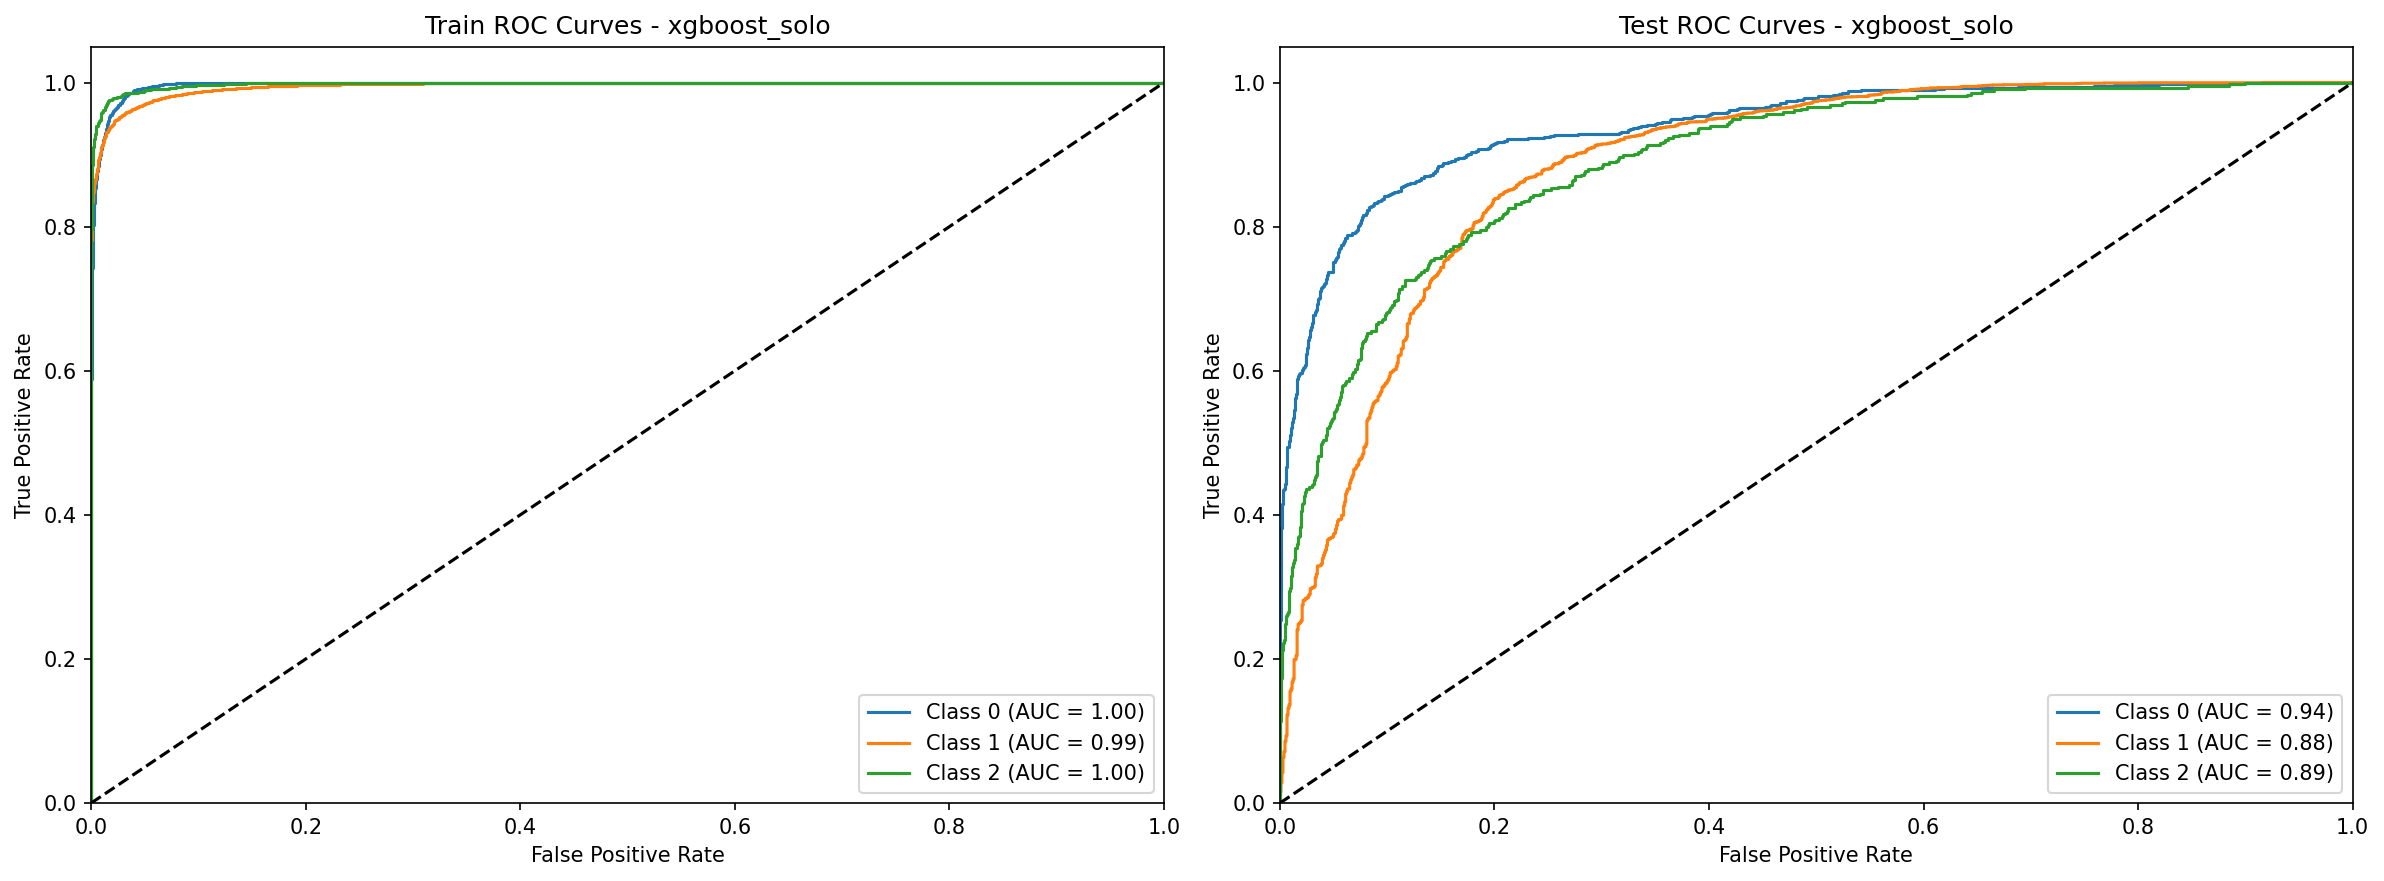 Train ROC Curves - xgboost_solo
True Positive Rate
1.0
0.8
0.6
0.4
0.2
0.0
0.0 0.2 0.4 0.6 0.8 1.0
False Positive Rate
Class 0 (AUC = 1.00)
Class 1 (AUC = 0.99)
Class 2 (AUC = 1.00)
Test ROC Curves - xgboost_solo
True Positive Rate
1.0
0.8
0.6
0.4
0.2
0.0
0.0 0.2 0.4 0.6 0.8 1.0
False Positive Rate
Class 0 (AUC = 0.94)
Class 1 (AUC = 0.88)
Class 2 (AUC = 0.89)